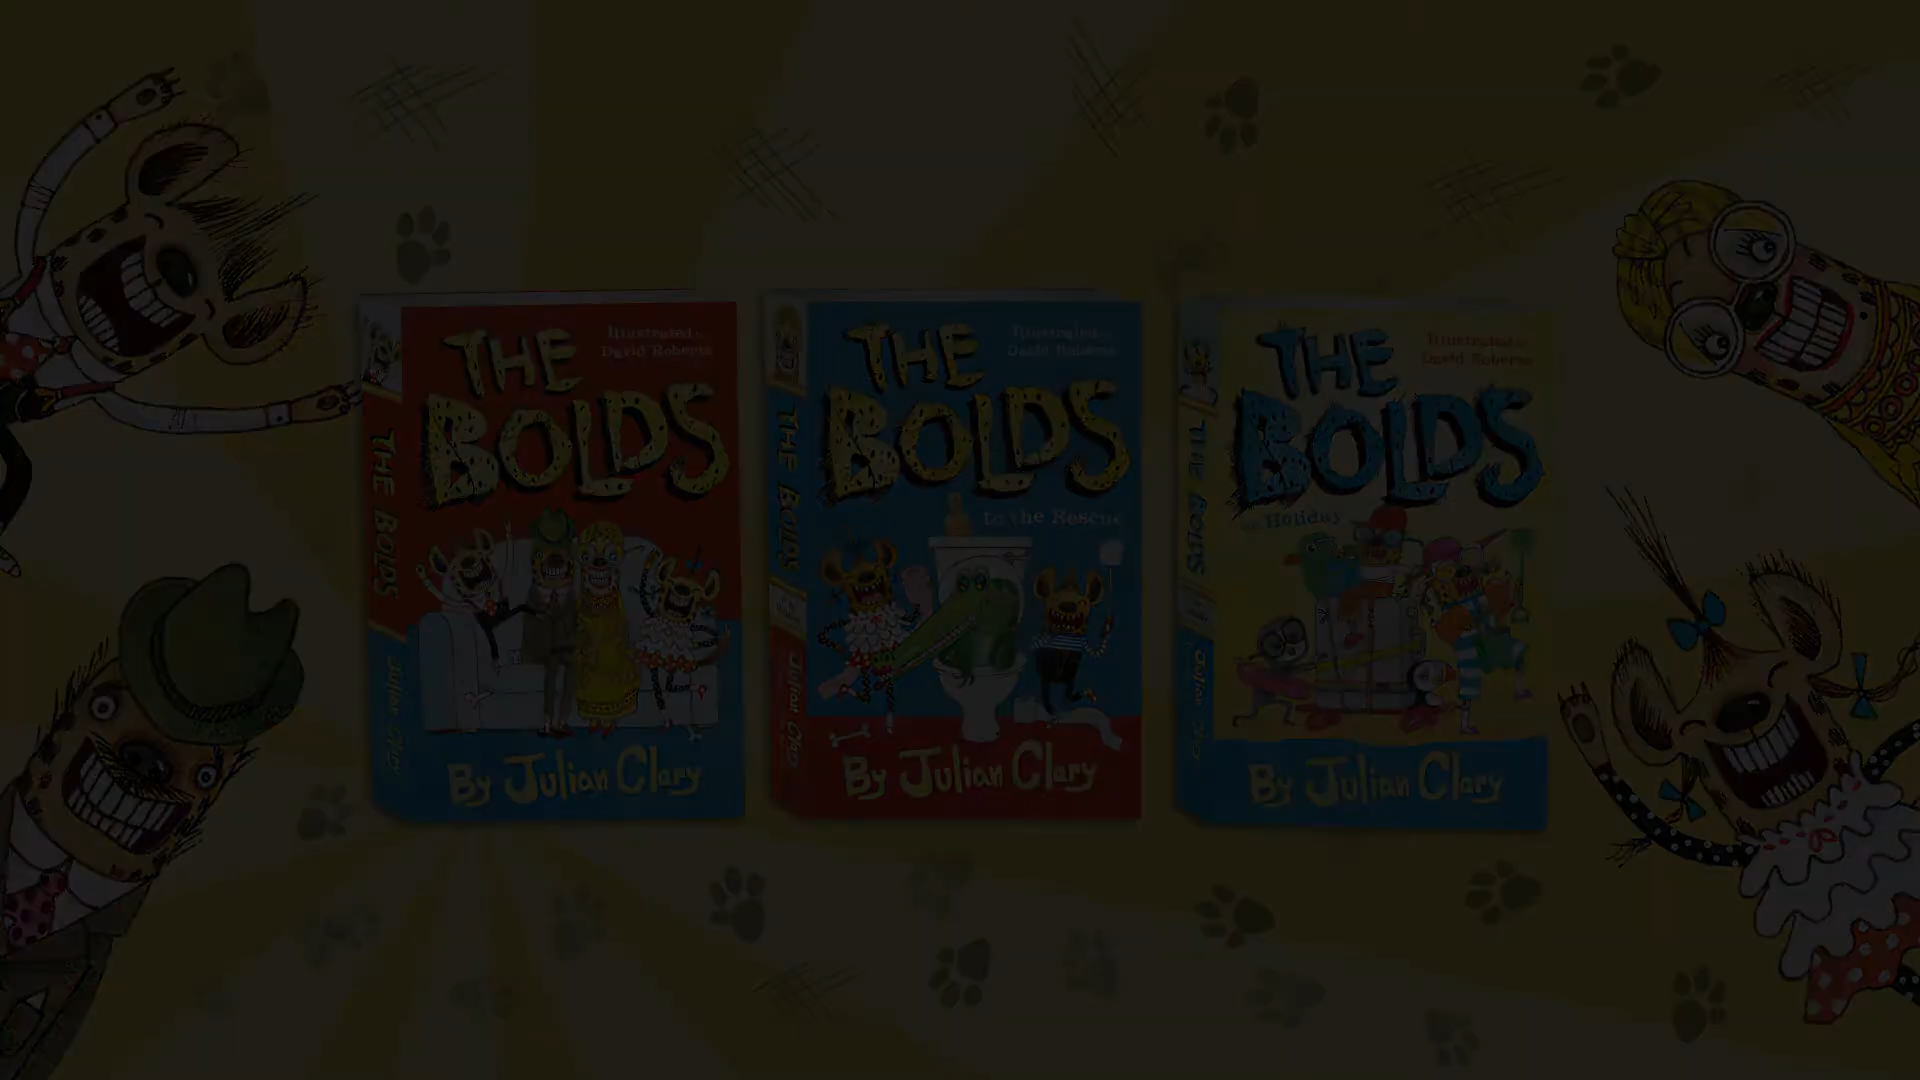 THE
BOLDS
Illustrated by
David Roberts
By Julian Clary
THE BOLDS
Julian Clary
THE
BOLDS
to the Rescue
Illustrated by
David Roberts
By Julian Clary
THE BOLDS
Julian Clary
THE
BOLDS
on Holiday
Illustrated by
David Roberts
By Julian Clary
THE BOLDS
Julian Clary